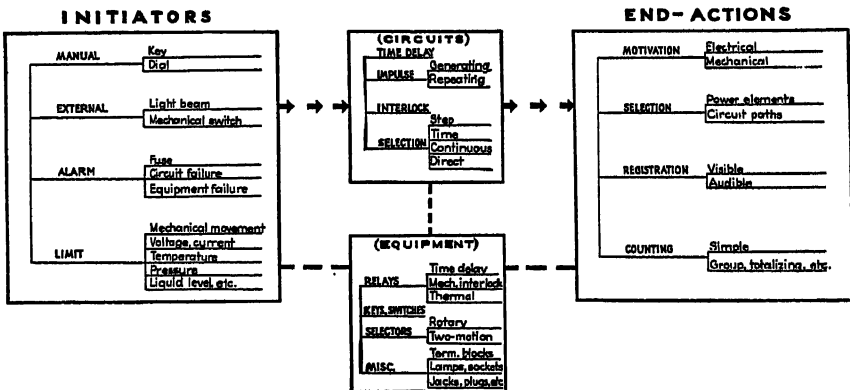 INITIATORS
MANUAL
Key
Dial
EXTERNAL
Light beam
Mechanical switch
ALARM
Fuse
Circuit failure
Equipment failure
LIMIT
Mechanical movement
Voltage, current
Temperature
Pressure
Liquid level, etc.
(CIRCUITS)
TIME DELAY
IMPULSE
Generating
Repeating
INTERLOCK
SELECTION
Step
Time
Continuous
Direct
(EQUIPMENT)
RELAYS
Time delay
Mech. interlock
Thermal
KEYS, SWITCHES
SELECTORS
Rotary
Two-motion
MISC.
Term. blocks
Lamps, sockets
Jacks, plugs, etc
END-ACTIONS
MOTIVATION
Electrical
Mechanical
SELECTION
Power elements
Circuit paths
REGISTRATION
Visible
Audible
COUNTING
Simple
Group, totalizing, etc.